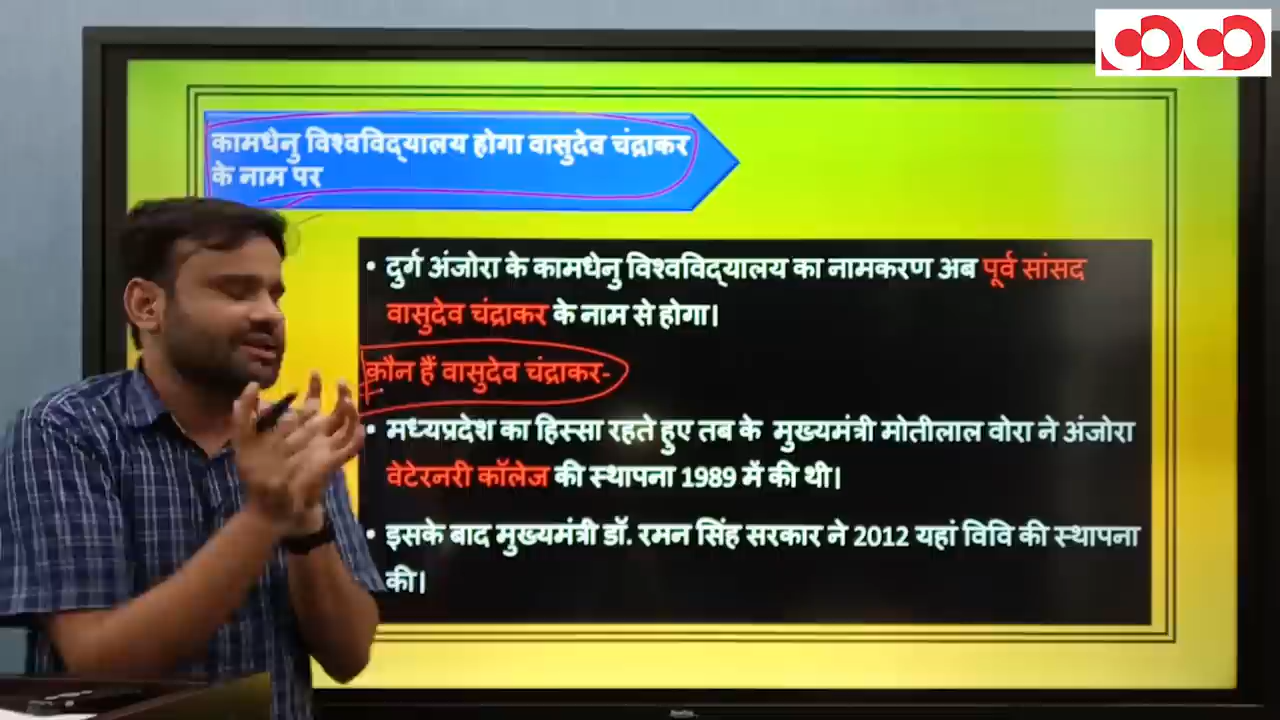 कामधेनु विश्वविद्यालय होगा वासुदेव चंद्राकर
के नाम पर
• दुर्ग अंजोरा के कामधेनु विश्वविद्यालय का नामकरण अब पूर्व सांसद
वासुदेव चंद्राकर के नाम से होगा।
कौन हैं वासुदेव चंद्राकर-
• मध्यप्रदेश का हिस्सा रहते हुए तब के मुख्यमंत्री मोतीलाल वोरा ने अंजोरा
वेटेरनरी कॉलेज की स्थापना 1989 में की थी।
• इसके बाद मुख्यमंत्री डॉ. रमन सिंह सरकार ने 2012 यहां विवि की स्थापना
की।